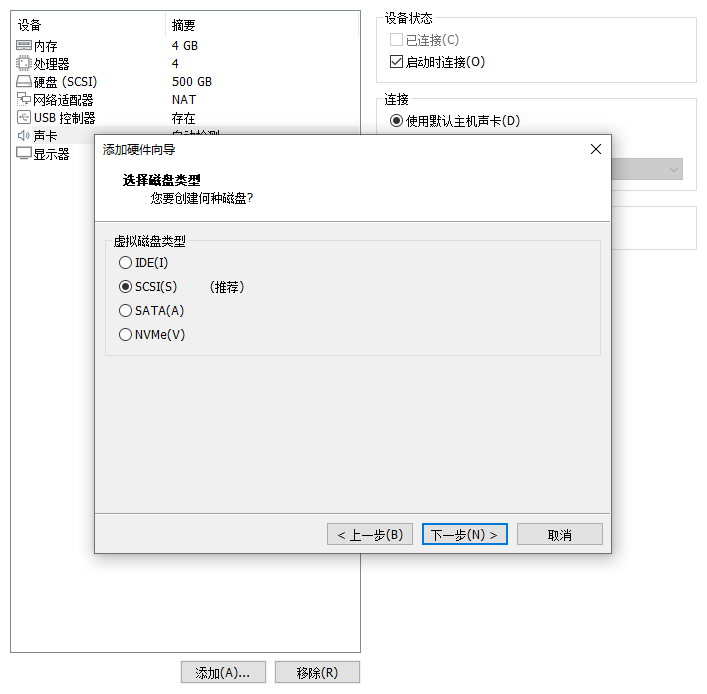 设备 摘要
内存 4 GB
处理器 4
硬盘 (SCSI) 500 GB
网络适配器 NAT
USB 控制器 存在
声卡 自动检测
显示器
设备状态
已连接(C)
启动时连接(O)
连接
使用默认主机声卡(D)
添加硬件向导
选择磁盘类型
您要创建何种磁盘?
虚拟磁盘类型
IDE(I)
SCSI(S) (推荐)
SATA(A)
NVMe(V)
< 上一步(B) 下一步(N) > 取消
添加(A)... 移除(R)